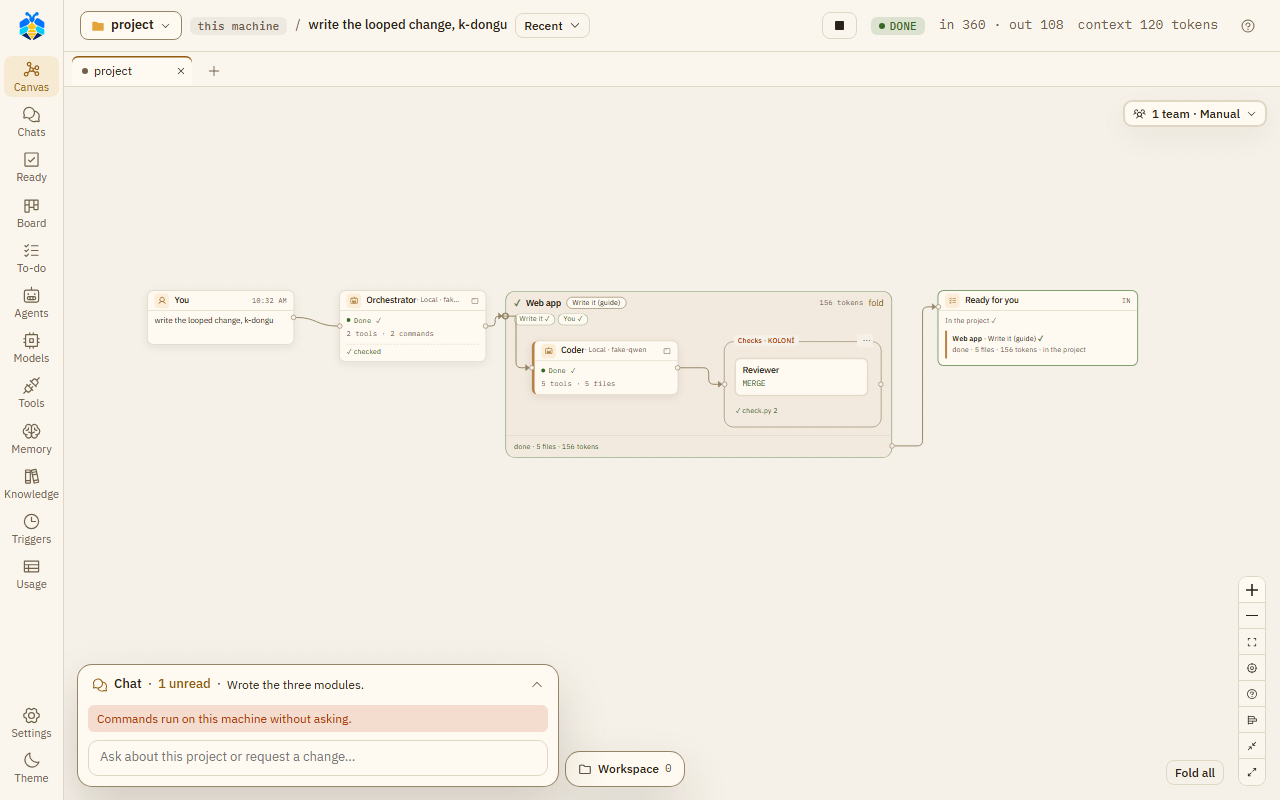 project
this machine / write the looped change, k-dongu
Recent
DONE
in 360 · out 108 context 120 tokens
project
Canvas
Chats
Ready
Board
To-do
Agents
Models
Tools
Memory
Knowledge
Triggers
Usage
Settings
Theme
1 team · Manual
You 10:32 AM
write the looped change, k-dongu
Orchestrator · Local · fak...
Done ✓
2 tools · 2 commands
✓ checked
✓ Web app Write it (guide) 156 tokens fold
Write it ✓ You ✓
Coder · Local · fake-qwen
Done ✓
5 tools · 5 files
Checks · KOLONİ ...
Reviewer
MERGE
✓ check.py 2
done · 5 files · 156 tokens
Ready for you IN
In the project ✓
Web app · Write it (guide) ✓
done · 5 files · 156 tokens · in the project
Chat · 1 unread · Wrote the three modules.
Commands run on this machine without asking.
Ask about this project or request a change...
Workspace 0
Fold all